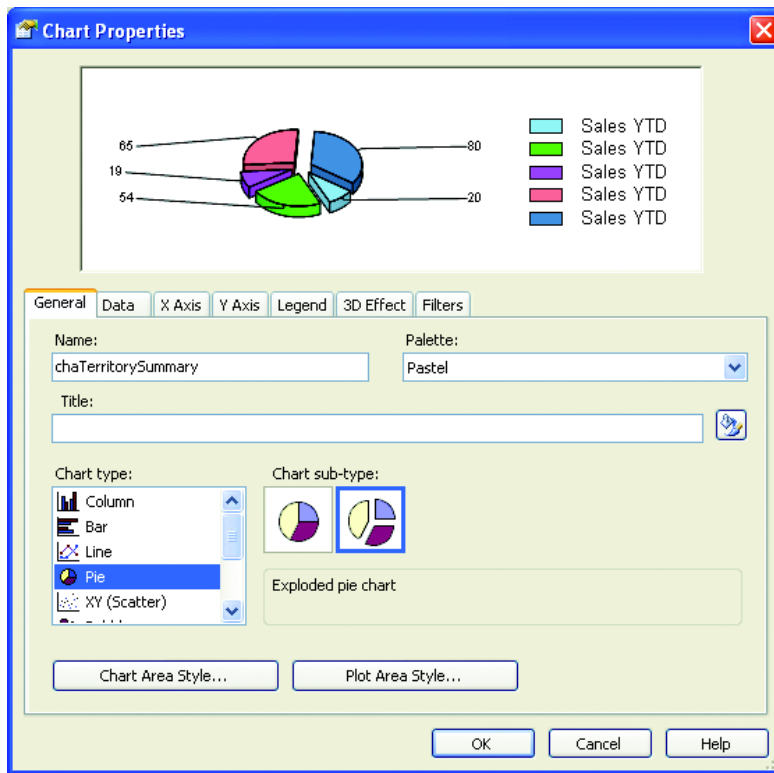 Chart Properties
65
19
54
80
20
Sales YTD
Sales YTD
Sales YTD
Sales YTD
Sales YTD
General Data X Axis Y Axis Legend 3D Effect Filters
Name: Palette:
chaTerritorySummary Pastel
Title:
Chart type: Chart sub-type:
Column
Bar
Line
Pie
XY (Scatter)
Exploded pie chart
Chart Area Style... Plot Area Style...
OK Cancel Help